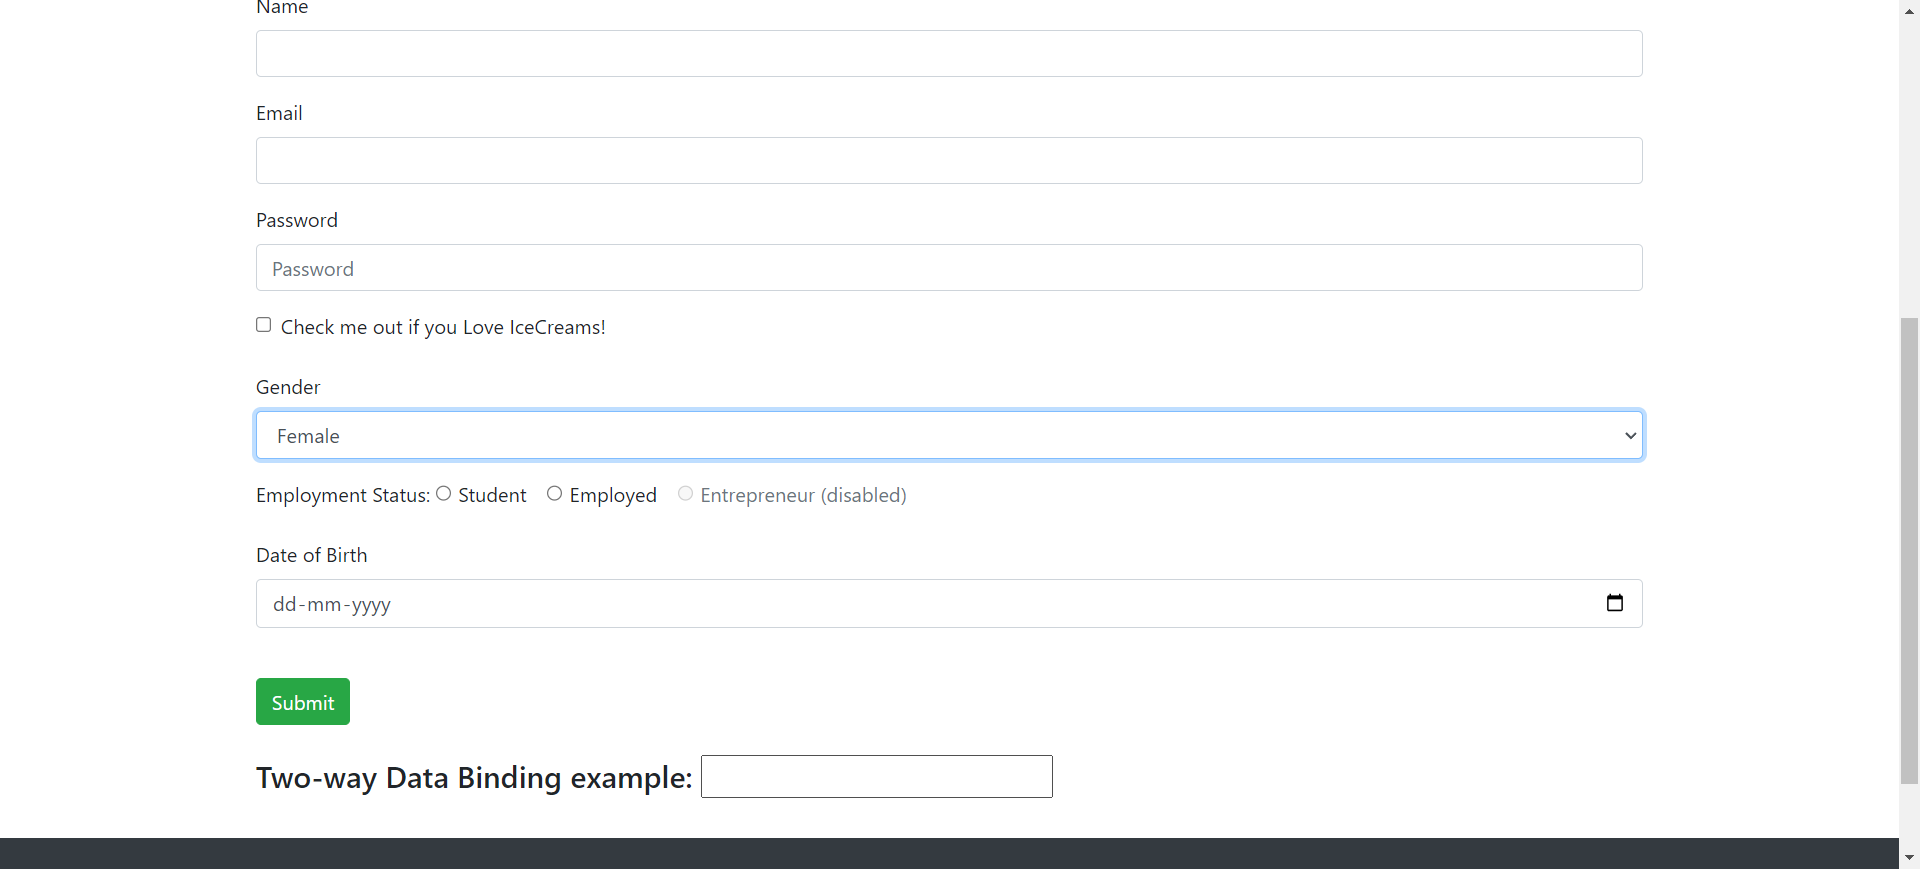 Name
Email
Password
Password
Check me out if you Love IceCreams!
Gender
Female
Employment Status: Student Employed Entrepreneur (disabled)
Date of Birth
dd-mm-yyyy
Submit
Two-way Data Binding example: